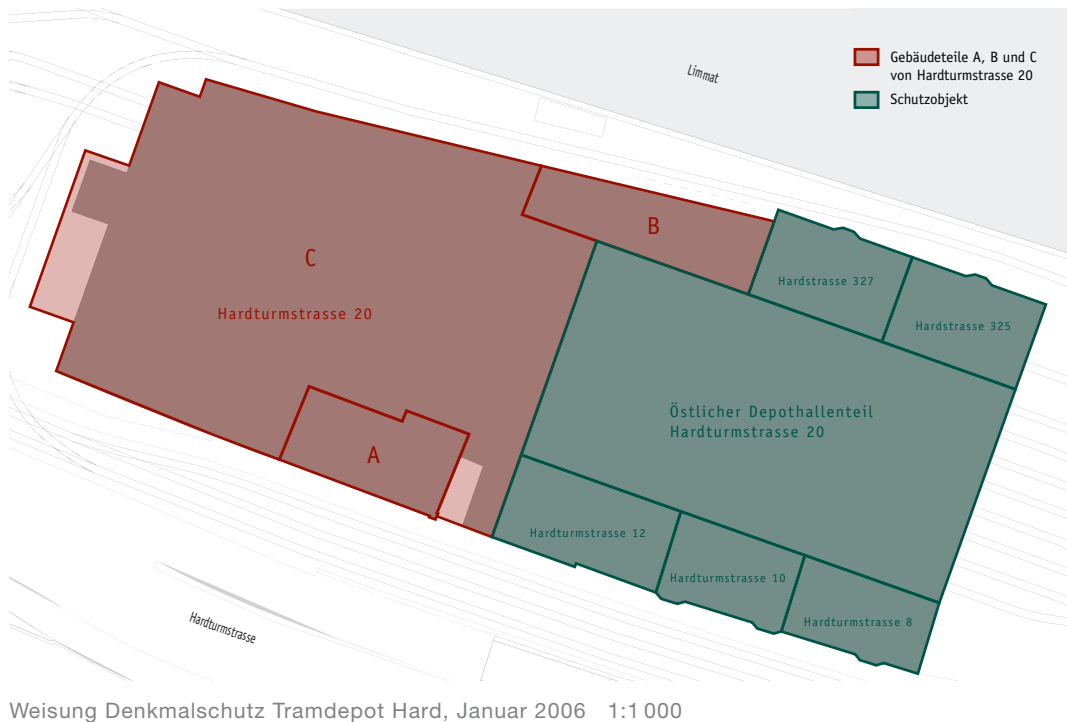 Limmat
Gebäudeteile A, B und C
von Hardturmstrasse 20
Schutzobjekt
B
C
Hardstrasse 327
Hardturmstrasse 20
Hardstrasse 325
Östlicher Depothallenteil
Hardturmstrasse 20
A
Hardturmstrasse 12
Hardturmstrasse 10
Hardturmstrasse 8
Hardturmstrasse
Weisung Denkmalschutz Tramdepot Hard, Januar 2006 1:1 000